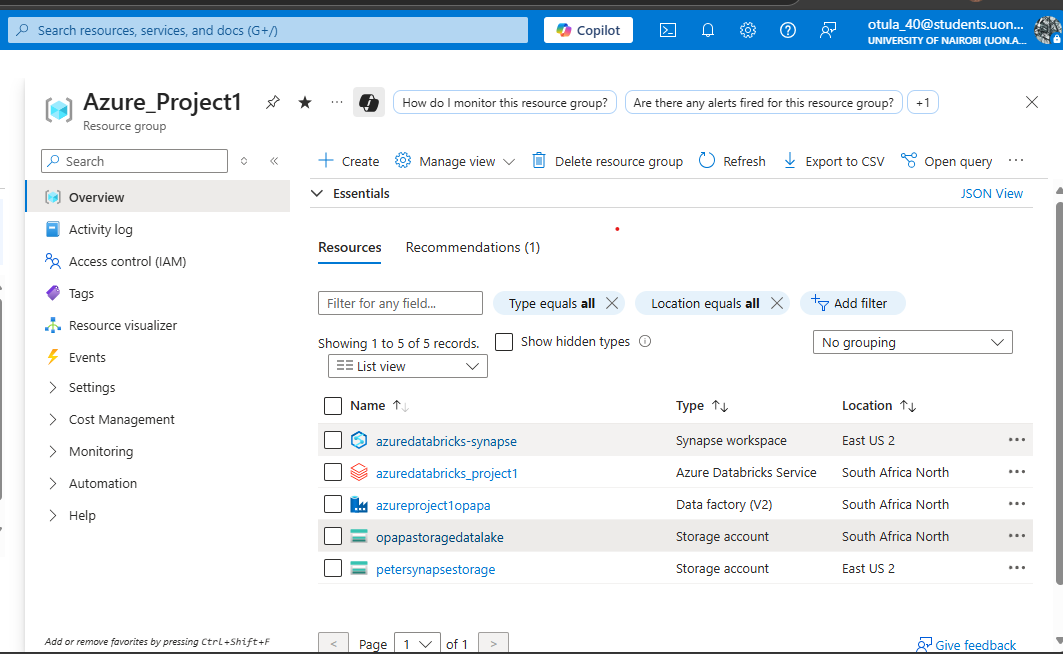 Search resources, services, and docs (G+/)
Copilot
otula_40@students.uon...
UNIVERSITY OF NAIROBI (UON.A...
Azure_Project1
Resource group
How do I monitor this resource group?
Are there any alerts fired for this resource group?
+1
Search
Create
Manage view
Delete resource group
Refresh
Export to CSV
Open query
Overview
Activity log
Access control (IAM)
Tags
Resource visualizer
Events
Settings
Cost Management
Monitoring
Automation
Help
Add or remove favorites by pressing Ctrl+Shift+F
Essentials
JSON View
Resources
Recommendations (1)
Filter for any field...
Type equals all
Location equals all
Add filter
Showing 1 to 5 of 5 records.
Show hidden types
No grouping
List view
Name Type Location
azuredatabricks-synapse Synapse workspace East US 2
azuredatabricks_project1 Azure Databricks Service South Africa North
azureproject1opapa Data factory (V2) South Africa North
opapastoragedatalake Storage account South Africa North
petersynapsestorage Storage account East US 2
< Page 1 of 1 >
Give feedback